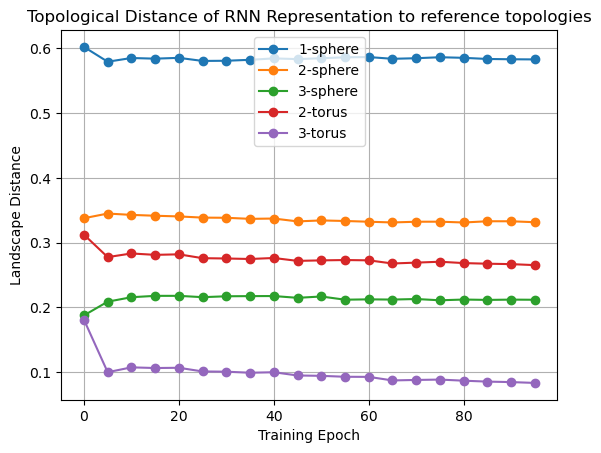 Topological Distance of RNN Representation to reference topologies
0.6
0.5
0.4
0.3
0.2
0.1
Landscape Distance
1-sphere
2-sphere
3-sphere
2-torus
3-torus
0 20 40 60 80
Training Epoch